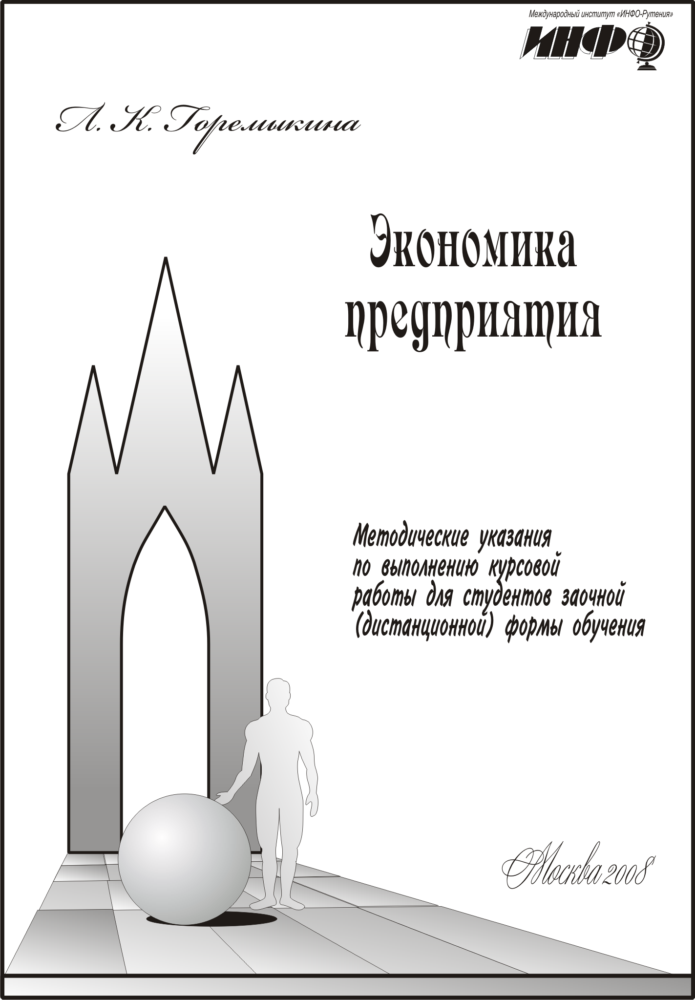 Международный институт «ИНФО-Рутения»
ИНФО
Л. К. Горемыкина
Экономика
предприятия
Методические указания
по выполнению курсовой
работы для студентов заочной
(дистанционной) формы обучения
Москва 2008